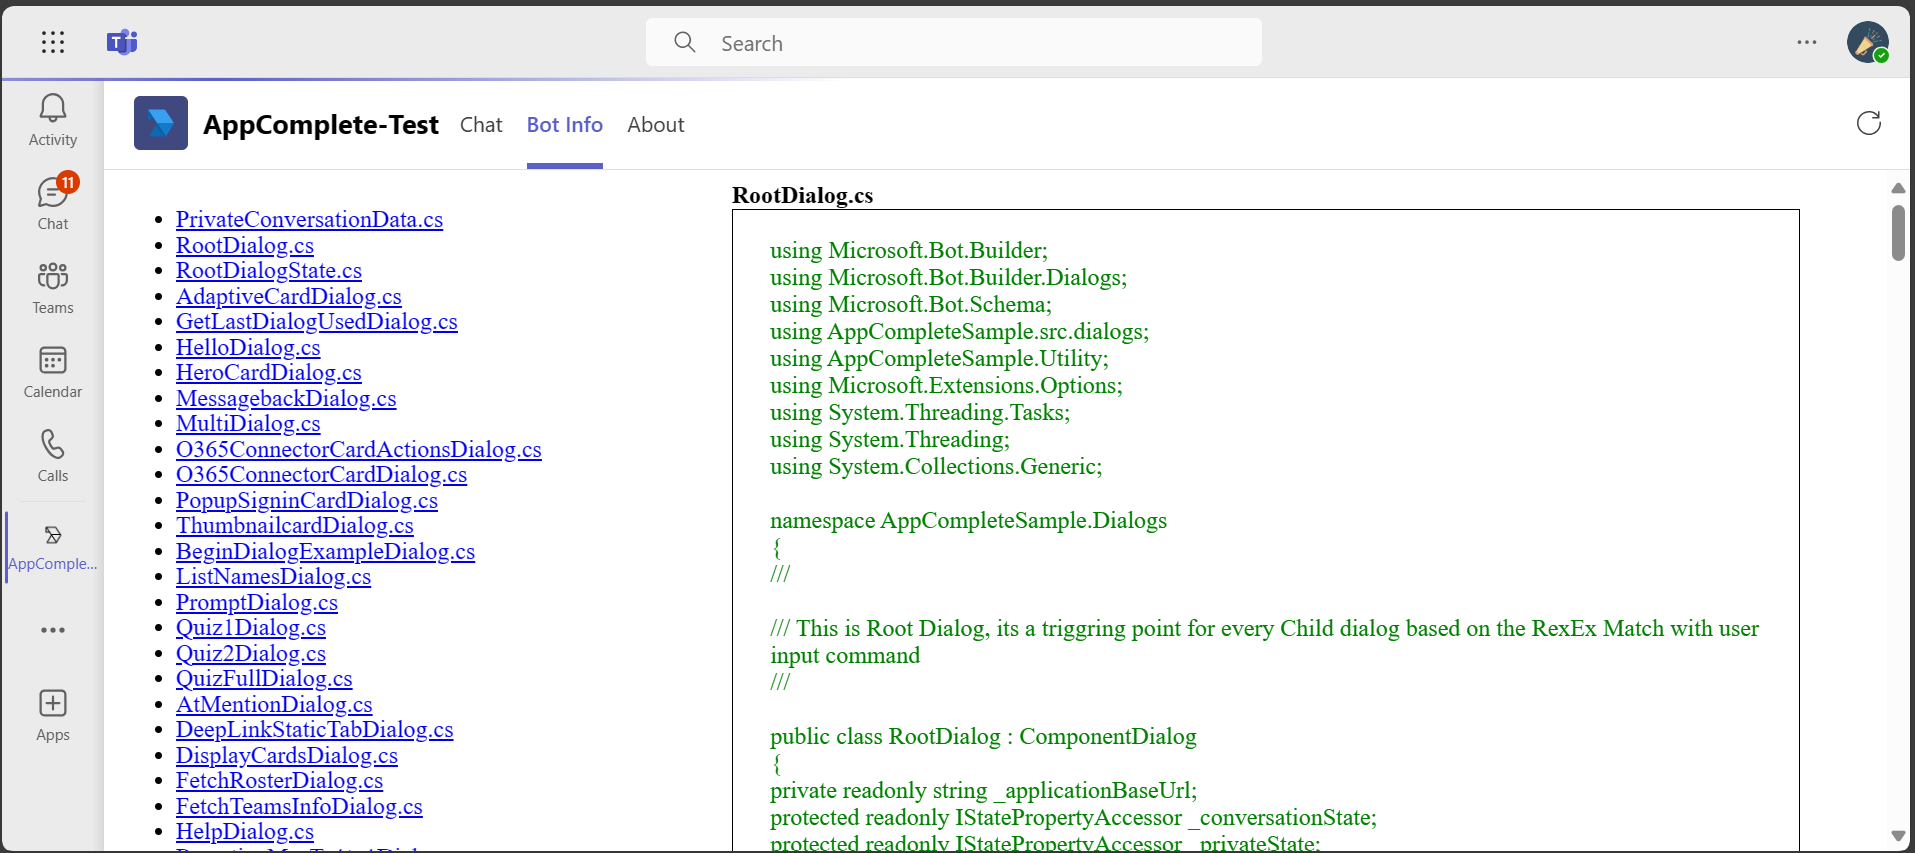 Search
Activity
11
Chat
Teams
Calendar
Calls
AppComple...
Apps
AppComplete-Test
Chat
Bot Info
About
PrivateConversationData.cs
RootDialog.cs
RootDialogState.cs
AdaptiveCardDialog.cs
GetLastDialogUsedDialog.cs
HelloDialog.cs
HeroCardDialog.cs
MessagebackDialog.cs
MultiDialog.cs
O365ConnectorCardActionsDialog.cs
O365ConnectorCardDialog.cs
PopupSigninCardDialog.cs
ThumbnailcardDialog.cs
BeginDialogExampleDialog.cs
ListNamesDialog.cs
PromptDialog.cs
Quiz1Dialog.cs
Quiz2Dialog.cs
QuizFullDialog.cs
AtMentionDialog.cs
DeepLinkStaticTabDialog.cs
DisplayCardsDialog.cs
FetchRosterDialog.cs
FetchTeamsInfoDialog.cs
HelpDialog.cs
RootDialog.cs
using Microsoft.Bot.Builder;
using Microsoft.Bot.Builder.Dialogs;
using Microsoft.Bot.Schema;
using AppCompleteSample.src.dialogs;
using AppCompleteSample.Utility;
using Microsoft.Extensions.Options;
using System.Threading.Tasks;
using System.Threading;
using System.Collections.Generic;
namespace AppCompleteSample.Dialogs
{
///
/// This is Root Dialog, its a triggring point for every Child dialog based on the RexEx Match with user
input command
///
public class RootDialog : ComponentDialog
{
private readonly string _applicationBaseUrl;
protected readonly IStatePropertyAccessor _conversationState;
protected readonly IStatePropertyAccessor _privateState;